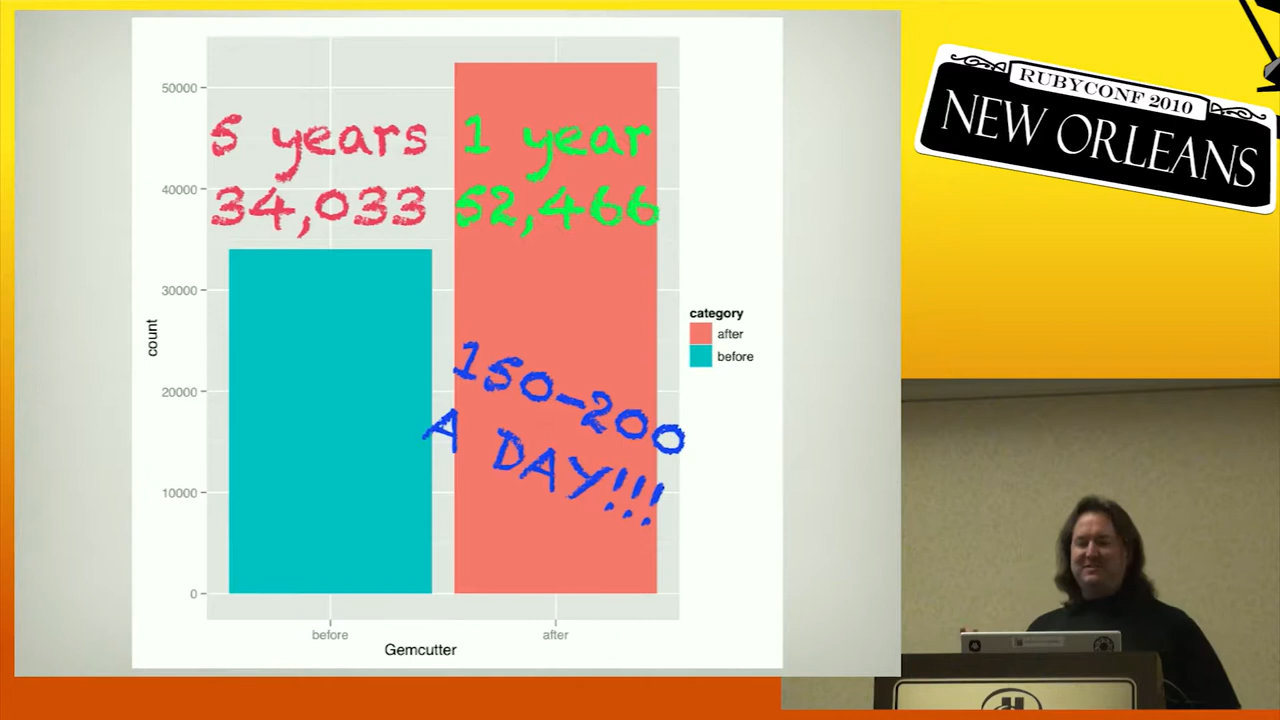 50000
40000
30000
20000
10000
0
count
5 years
34,033
1 year
52,466
150-200
A DAY!!!
before
after
Gemcutter
category
after
before
RUBYCONF 2010
NEW ORLEANS